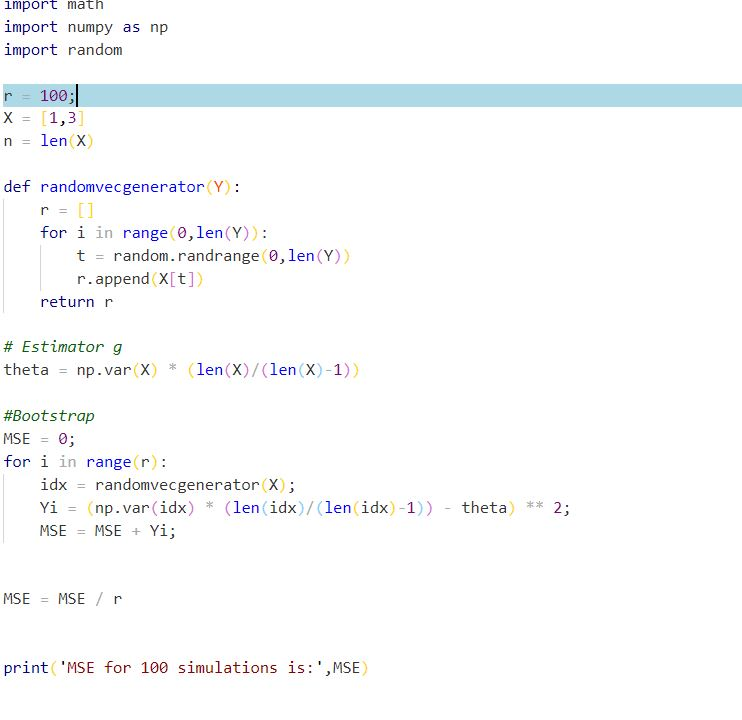 import math
import numpy as np
import random
r = 100;
X = [1,3]
n = len(X)
def randomvecgenerator(Y):
r = []
for i in range(0,len(Y)):
t = random.randrange(0,len(Y))
r.append(X[t])
return r
# Estimator g
theta = np.var(X) * (len(X)/(len(X)-1))
#Bootstrap
MSE = 0;
for i in range(r):
idx = randomvecgenerator(X);
Yi = (np.var(idx) * (len(idx)/(len(idx)-1)) - theta) ** 2;
MSE = MSE + Yi;
MSE = MSE / r
print('MSE for 100 simulations is:',MSE)